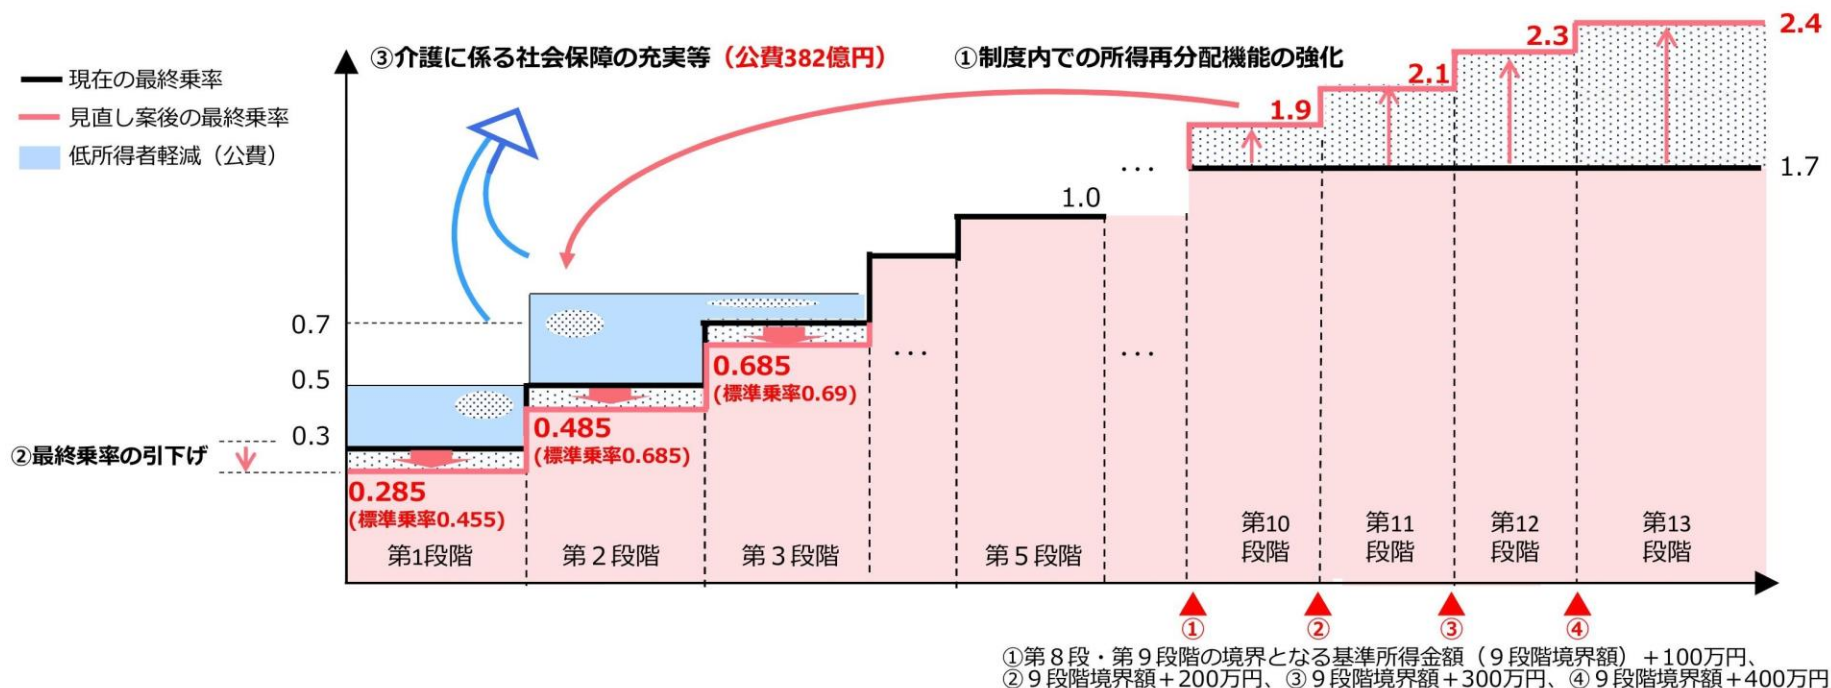 ③介護に係る社会保障の充実等（公費382億円）
①制度内での所得再分配機能の強化
現在の最終乗率
見直し案後の最終乗率
低所得者軽減（公費）
2.4
2.3
2.1
1.9
1.7
…
1.0
0.7
0.5
0.3
②最終乗率の引下げ
…
…
0.685
(標準乗率0.69)
0.485
(標準乗率0.685)
0.285
(標準乗率0.455)
第1段階
第２段階
第３段階
第５段階
第10
段階
第11
段階
第12
段階
第13
段階
①
②
③
④
①第８段・第９段階の境界となる基準所得金額（９段階境界額）＋100万円、
②９段階境界額＋200万円、③９段階境界額＋300万円、④９段階境界額＋400万円